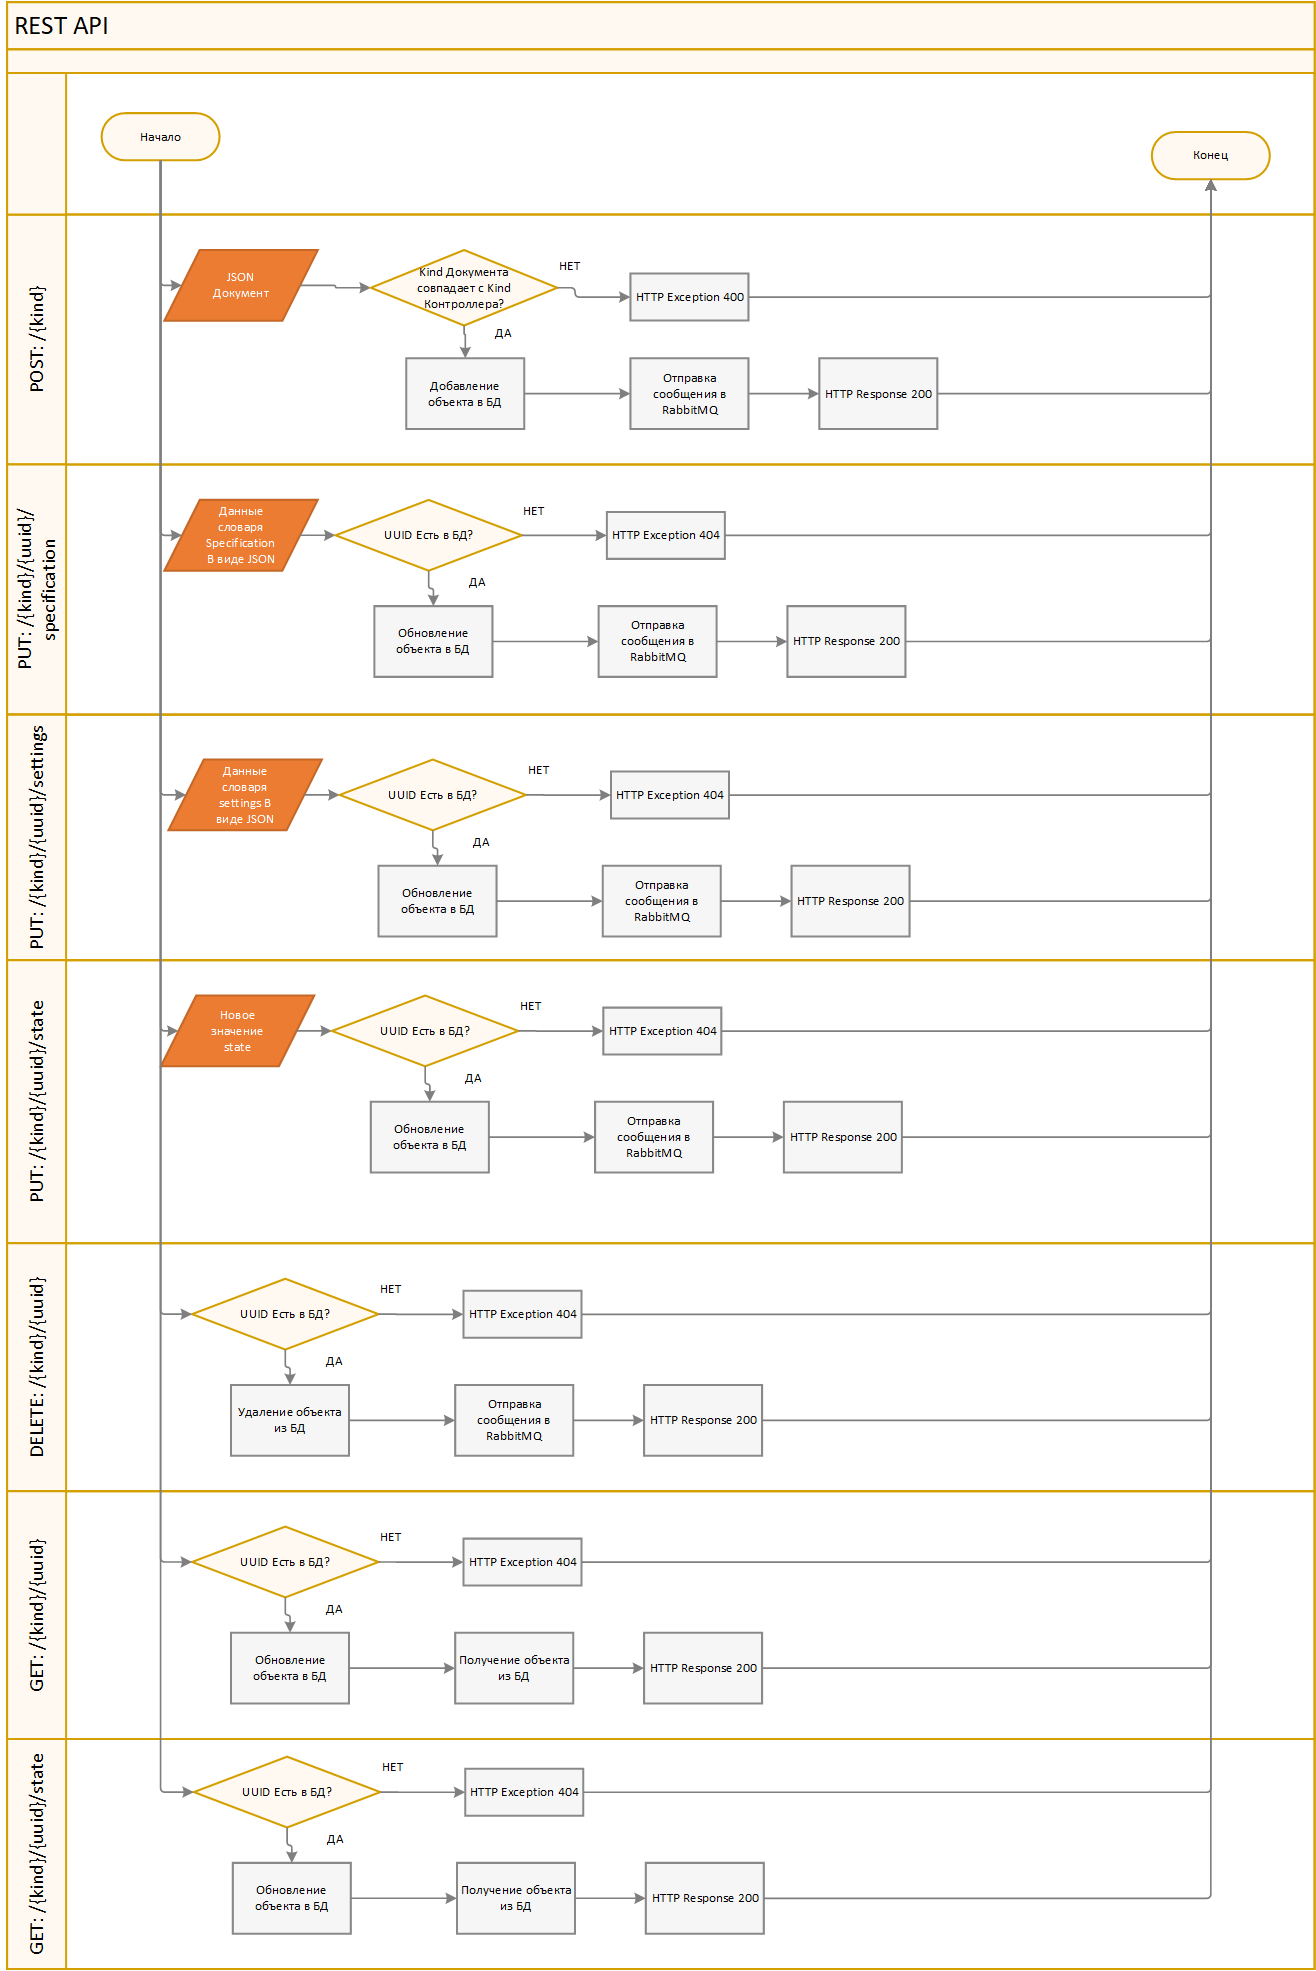 REST API
Начало
Конец
POST: /{kind}
JSON
Документ
Kind Документа
совпадает с Kind
Контроллера?
НЕТ
HTTP Exception 400
ДА
Добавление
объекта в БД
Отправка
сообщения в
RabbitMQ
HTTP Response 200
PUT: /{kind}/{uuid}/
specification
Данные
словаря
Specification
В виде JSON
UUID Есть в БД?
НЕТ
HTTP Exception 404
ДА
Обновление
объекта в БД
Отправка
сообщения в
RabbitMQ
HTTP Response 200
PUT: /{kind}/{uuid}/settings
Данные
словаря
settings В
виде JSON
UUID Есть в БД?
НЕТ
HTTP Exception 404
ДА
Обновление
объекта в БД
Отправка
сообщения в
RabbitMQ
HTTP Response 200
PUT: /{kind}/{uuid}/state
Новое
значение
state
UUID Есть в БД?
НЕТ
HTTP Exception 404
ДА
Обновление
объекта в БД
Отправка
сообщения в
RabbitMQ
HTTP Response 200
DELETE: /{kind}/{uuid}
UUID Есть в БД?
НЕТ
HTTP Exception 404
ДА
Удаление объекта
из БД
Отправка
сообщения в
RabbitMQ
HTTP Response 200
GET: /{kind}/{uuid}
UUID Есть в БД?
НЕТ
HTTP Exception 404
ДА
Обновление
объекта в БД
Получение объекта
из БД
HTTP Response 200
GET: /{kind}/{uuid}/state
UUID Есть в БД?
НЕТ
HTTP Exception 404
ДА
Обновление
объекта в БД
Получение объекта
из БД
HTTP Response 200